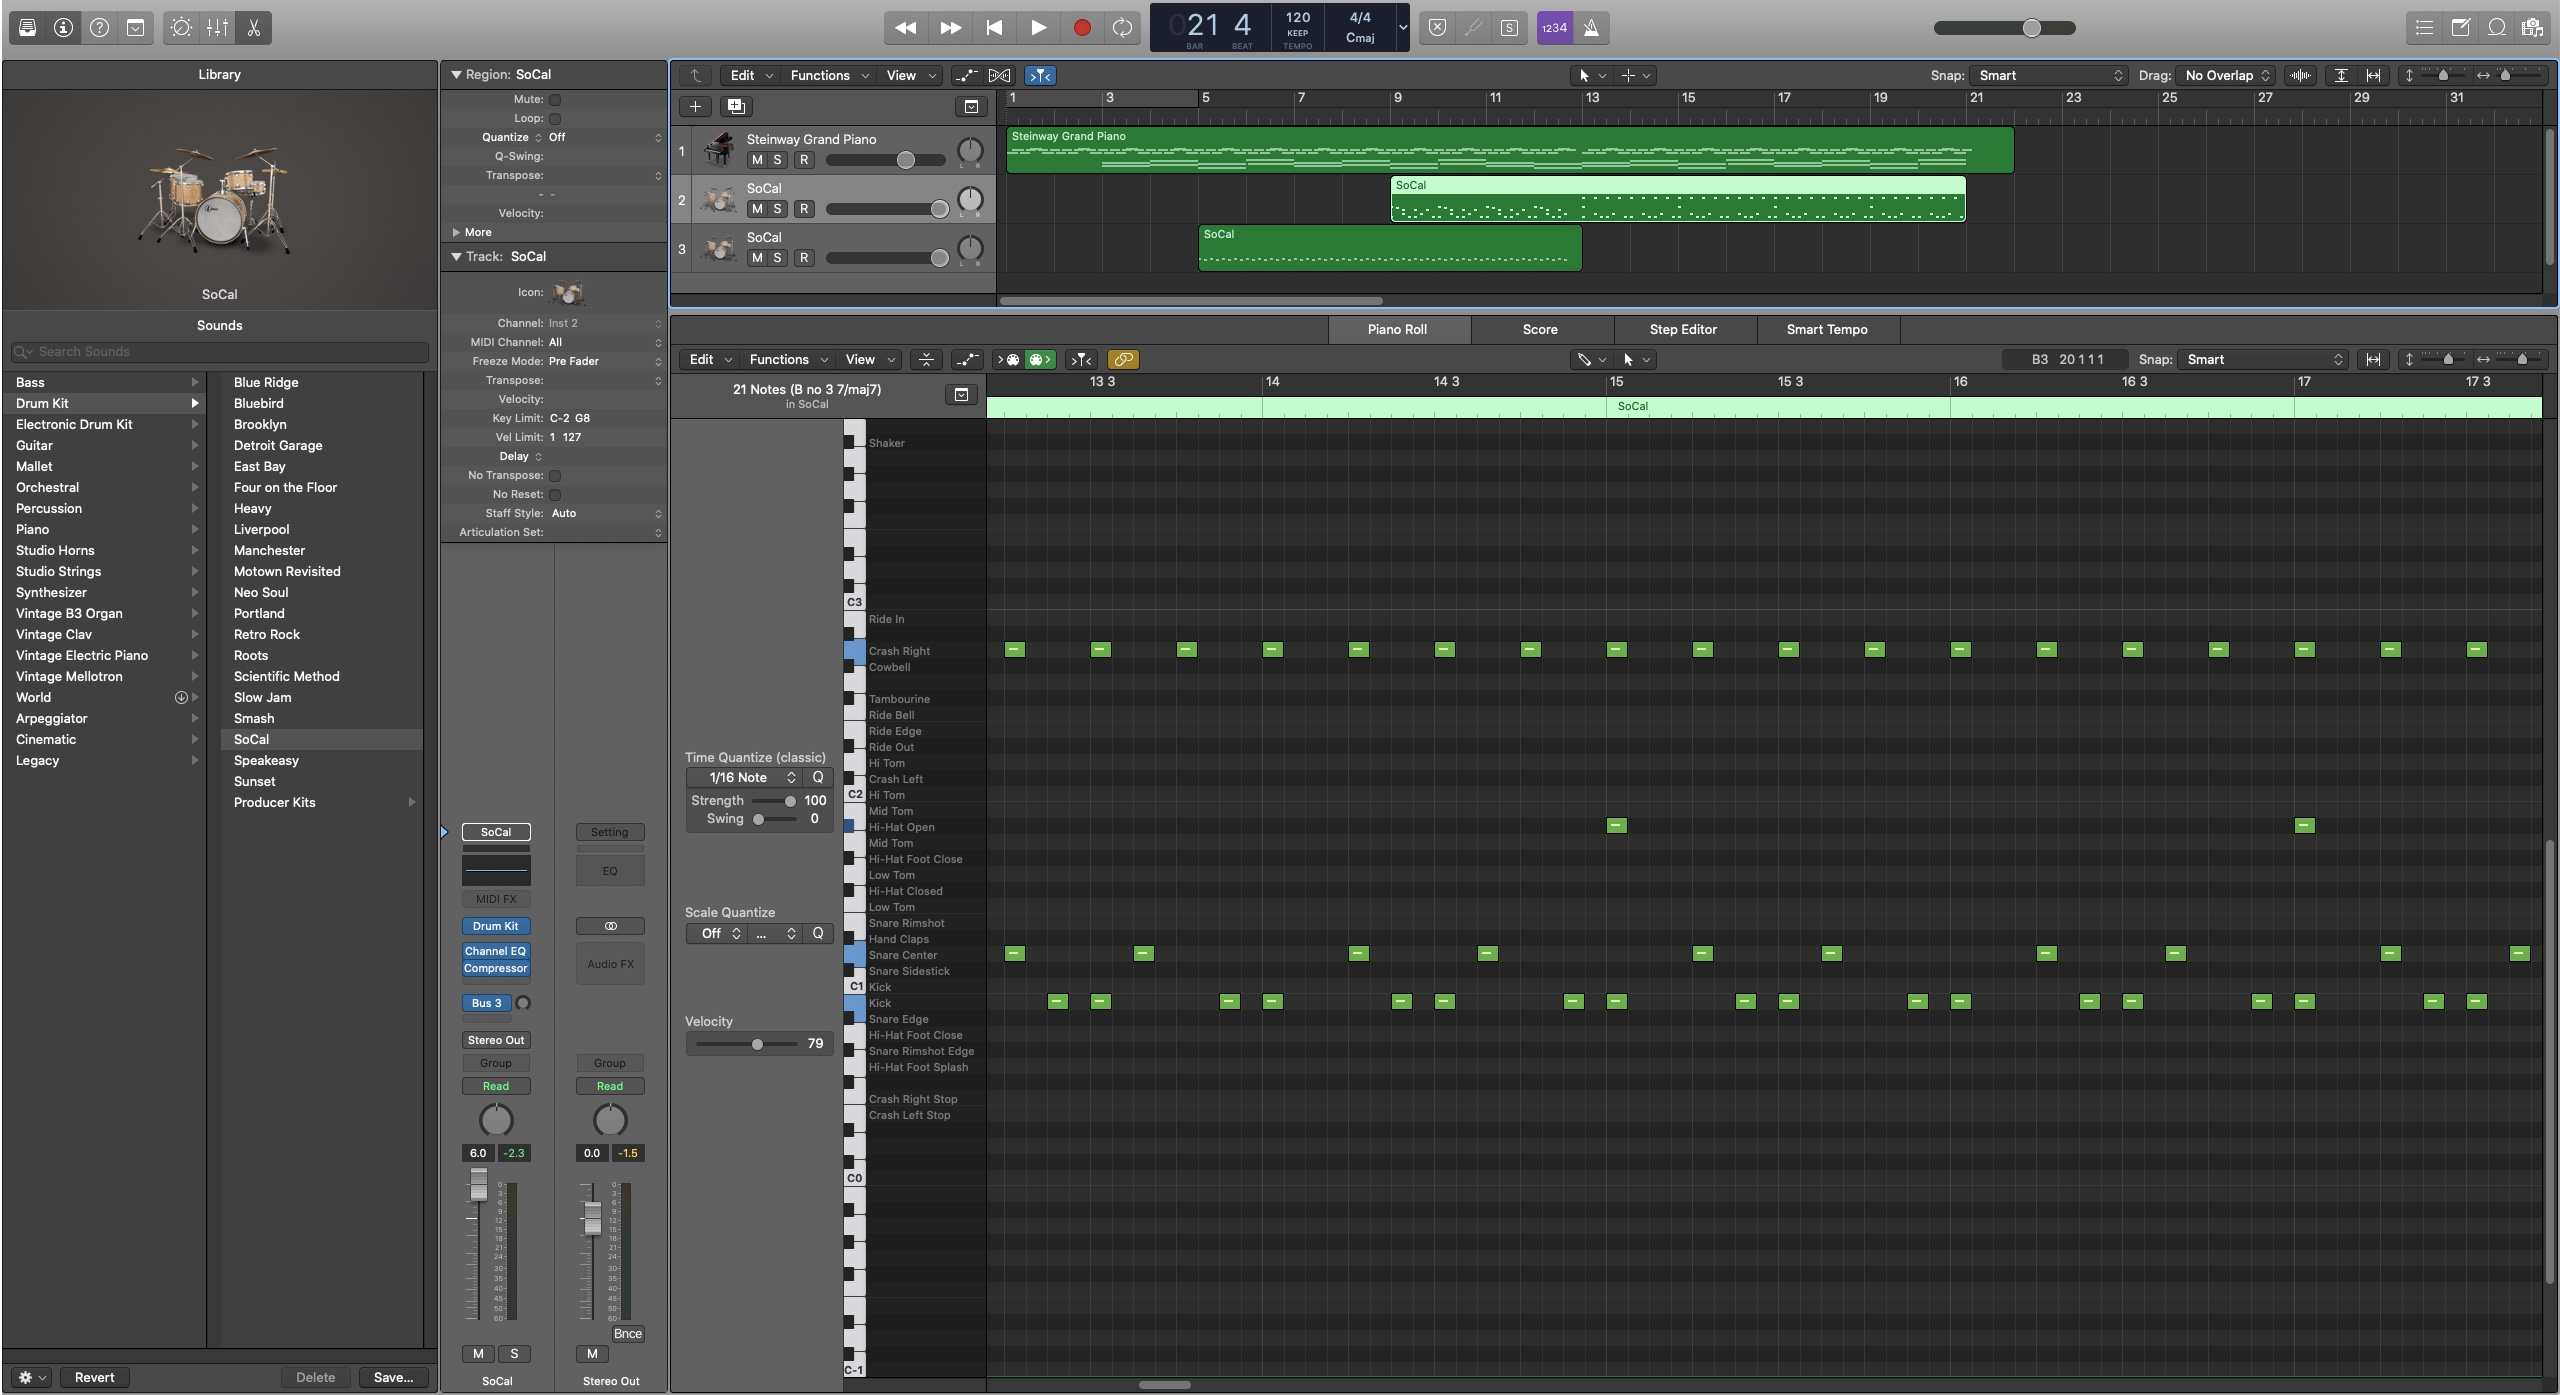 021 4
BAR BEAT
120
KEEP
TEMPO
4/4
Cmaj
S
1234
Library
SoCal
Sounds
Search Sounds
Bass
Drum Kit
Electronic Drum Kit
Guitar
Mallet
Orchestral
Percussion
Piano
Studio Horns
Studio Strings
Synthesizer
Vintage B3 Organ
Vintage Clav
Vintage Electric Piano
Vintage Mellotron
World
Arpeggiator
Cinematic
Legacy
Blue Ridge
Bluebird
Brooklyn
Detroit Garage
East Bay
Four on the Floor
Heavy
Liverpool
Manchester
Motown Revisited
Neo Soul
Portland
Retro Rock
Roots
Scientific Method
Slow Jam
Smash
SoCal
Speakeasy
Sunset
Producer Kits
Revert Delete Save...
Region: SoCal
Mute:
Loop:
Quantize Off
Q-Swing:
Transpose:
- -
Velocity:
More
Track: SoCal
Icon:
Channel: Inst 2
MIDI Channel: All
Freeze Mode: Pre Fader
Transpose:
Velocity:
Key Limit: C-2 G8
Vel Limit: 1 127
Delay
No Transpose:
No Reset:
Staff Style: Auto
Articulation Set:
SoCal Setting
EQ
MIDI FX
Drum Kit
Channel EQ
Compressor
Audio FX
Bus 3
Stereo Out
Group Group
Read Read
6.0 -2.3 0.0 -1.5
Bnce
M S M
SoCal Stereo Out
Edit Functions View Snap: Smart Drag: No Overlap
1 3 5 7 9 11 13 15 17 19 21 23 25 27 29 31
1 Steinway Grand Piano
M S R
L R
2 SoCal
M S R
L R
3 SoCal
M S R
L R
Steinway Grand Piano
SoCal
SoCal
Piano Roll Score Step Editor Smart Tempo
Edit Functions View B3 20 1 1 1 Snap: Smart
21 Notes (B no 3 7/maj7)
in SoCal
13 3 14 14 3 15 15 3 16 16 3 17 17 3
SoCal
Time Quantize (classic)
1/16 Note Q
Strength 100
Swing 0
Scale Quantize
Off ... Q
Velocity
79
Shaker
C3
Ride In
Crash Right
Cowbell
Tambourine
Ride Bell
Ride Edge
Ride Out
Hi Tom
Crash Left
C2 Hi Tom
Mid Tom
Hi-Hat Open
Mid Tom
Hi-Hat Foot Close
Low Tom
Hi-Hat Closed
Low Tom
Snare Rimshot
Hand Claps
Snare Center
Snare Sidestick
C1 Kick
Kick
Snare Edge
Hi-Hat Foot Close
Snare Rimshot Edge
Hi-Hat Foot Splash
Crash Right Stop
Crash Left Stop
C0
C-1